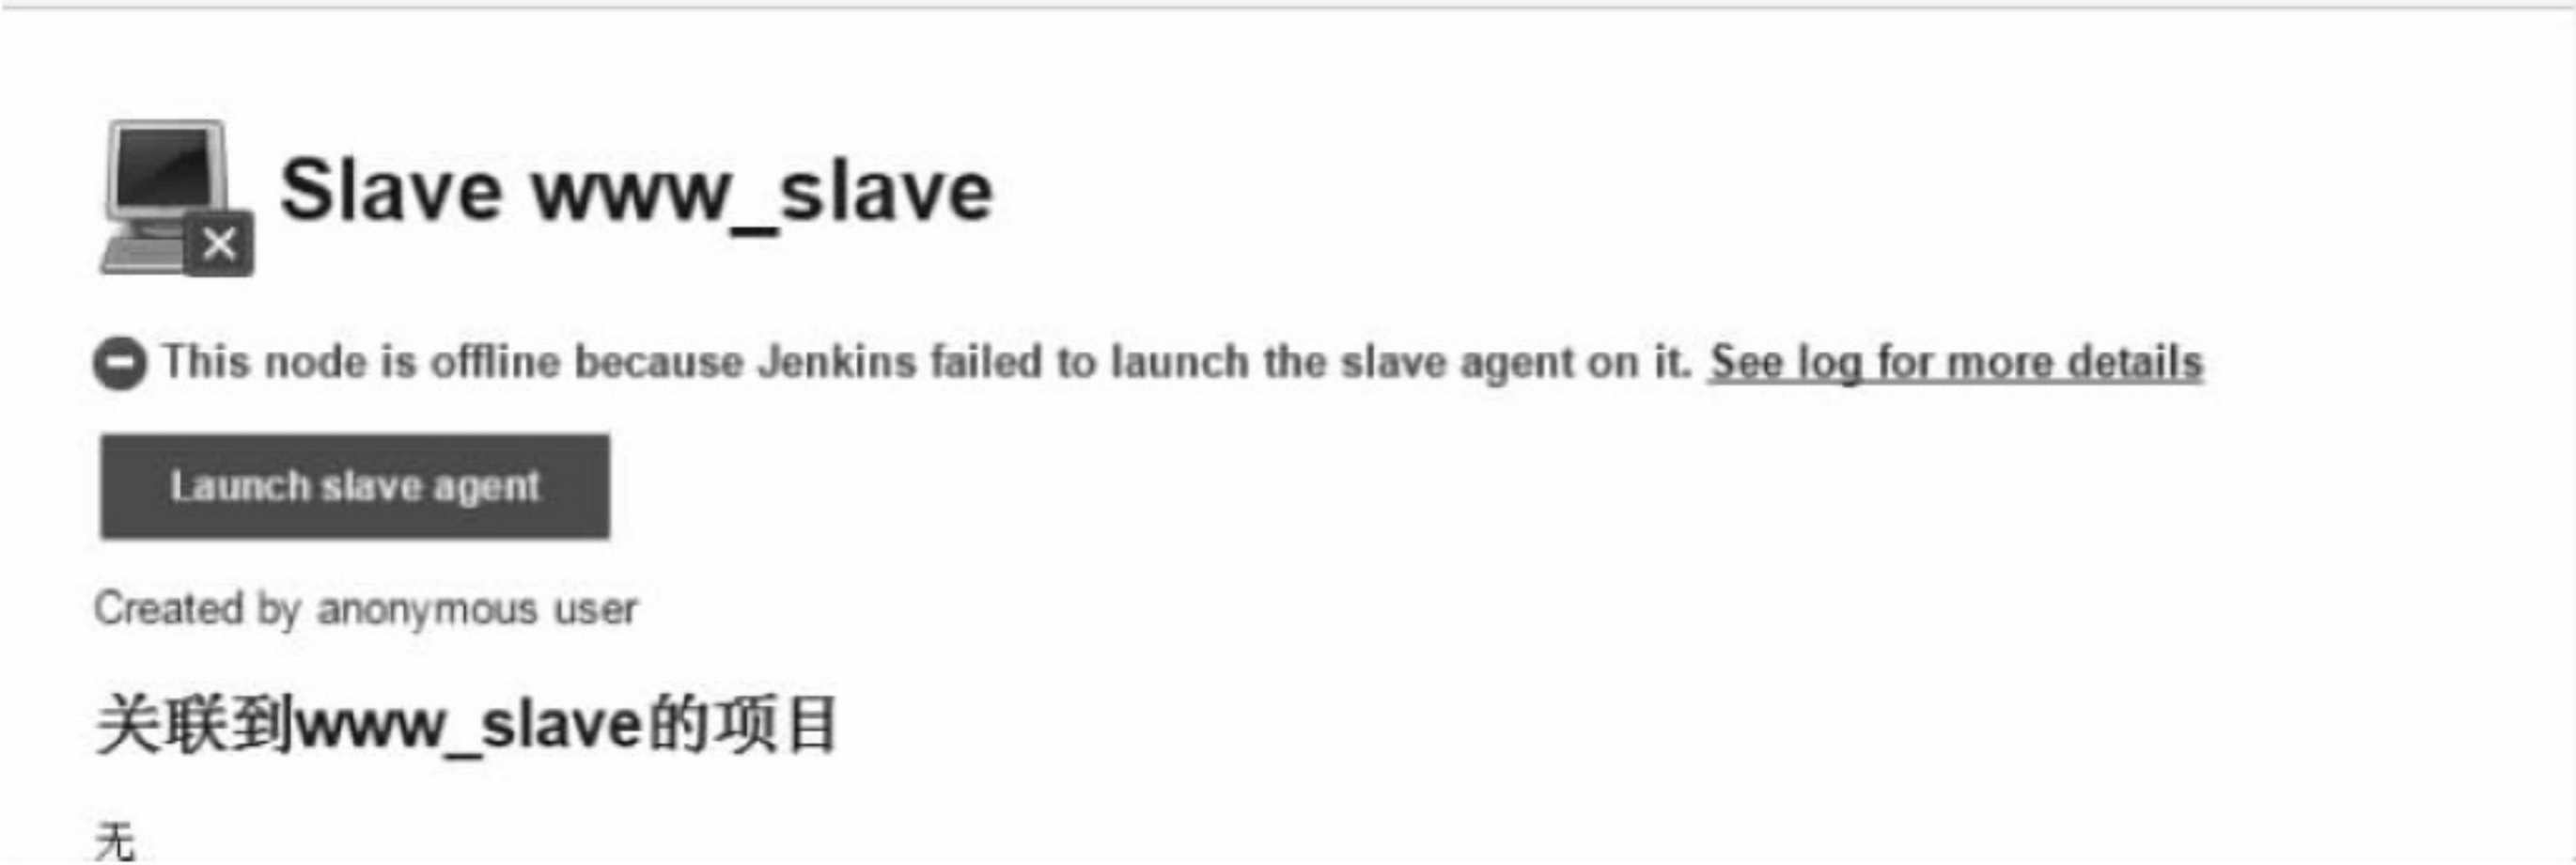 Slave www_slave
This node is offline because Jenkins failed to launch the slave agent on it. See log for more details
Launch slave agent
Created by anonymous user
关联到www_slave的项目
无